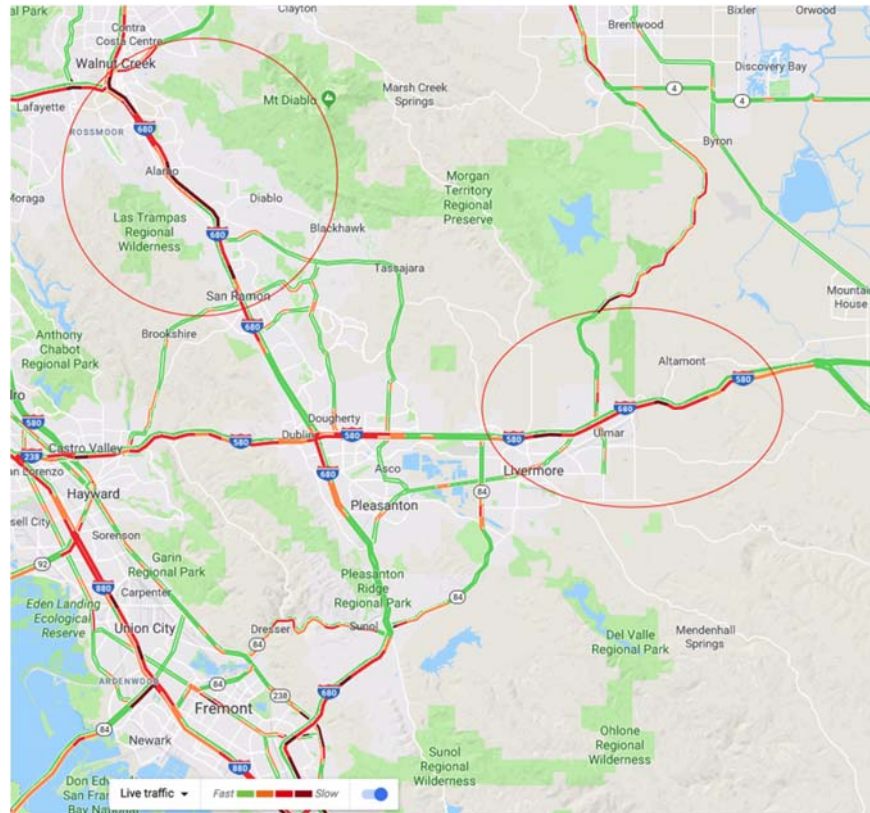 Clayton
Brentwood
Bixler
Orwood
Contra
Costa Centre
Walnut Creek
Discovery Bay
Lafayette
Mt Diablo
Marsh Creek
Springs
4
4
ROSSMOOR
680
Byron
Alamo
Moraga
Diablo
Morgan
Territory
Regional
Preserve
Las Trampas
Regional
Wilderness
Blackhawk
680
Tassajara
San Ramon
Mountain
House
680
Brookshire
Anthony
Chabot
Regional Park
Altamont
580
580
Dougherty
680
Castro Valley
580
Dublin
580
580
Ulmar
238
Asco
Livermore
680
Hayward
84
Pleasanton
Sorenson
92
Garin
Regional Park
Pleasanton
Ridge
Regional Park
880
Carpenter
Eden Landing
Ecological
Reserve
84
Union City
Dresser
Sunol
Del Valle
Regional Park
Mendenhall
Springs
84
ARDENWOOD
84
680
238
Fremont
84
Newark
Ohlone
Regional
Wilderness
Sunol
Regional
Wilderness
880
Live traffic
Fast
Slow